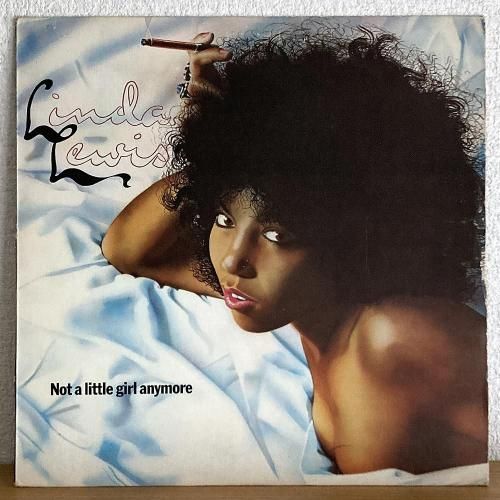 Linda
Lewis
Not a little girl anymore